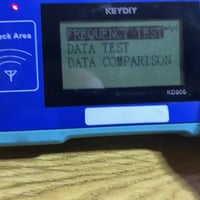 KEYDIY
ck Area
FREQUENCY TEST
DATA TEST
DATA COMPARISON
KD900